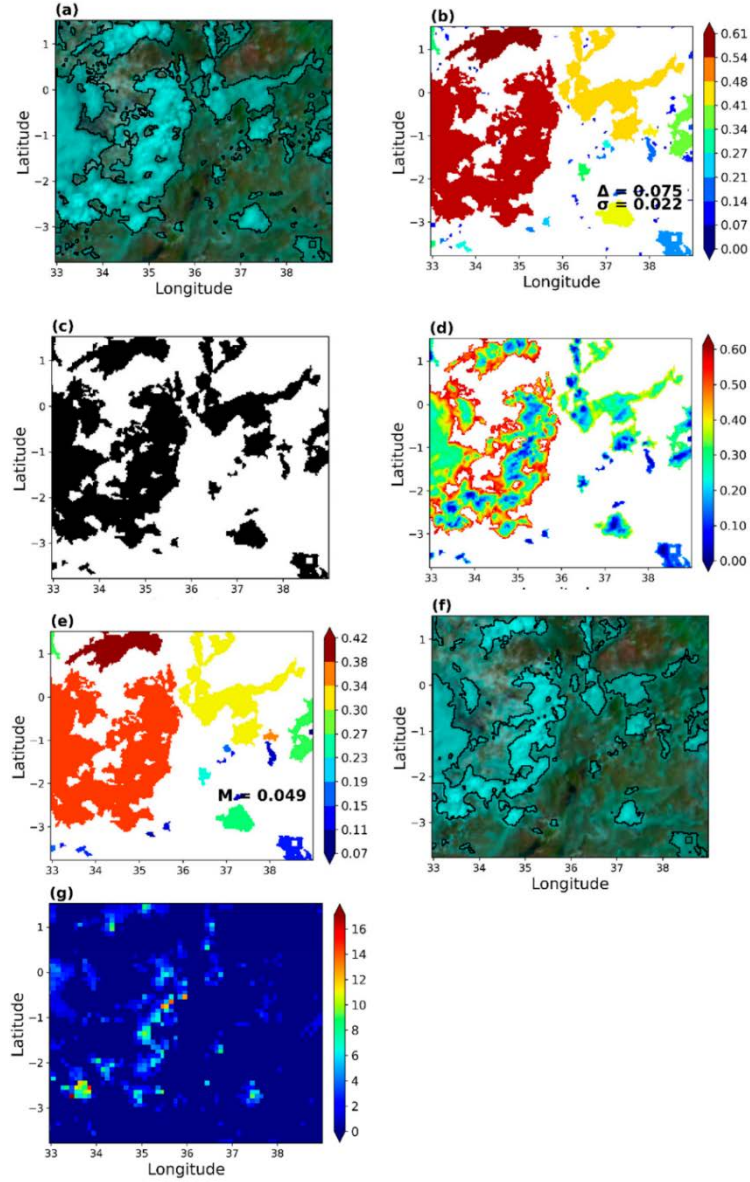 (a)
1
0
−1
−2
−3
Latitude
33 34 35 36 37 38
Longitude
(b)
1
0
−1
−2
−3
Latitude
33 34 35 36 37 38
Longitude
Δ = 0.075
σ = 0.022
0.61
0.54
0.48
0.41
0.34
0.27
0.21
0.14
0.07
0.00
(c)
1
0
−1
−2
−3
Latitude
33 34 35 36 37 38
(d)
1
0
−1
−2
−3
Latitude
33 34 35 36 37 38
0.60
0.50
0.40
0.30
0.20
0.10
0.00
(e)
1
0
−1
−2
−3
Latitude
33 34 35 36 37 38
Longitude
M = 0.049
0.42
0.38
0.34
0.30
0.27
0.23
0.19
0.15
0.11
0.07
(f)
1
0
−1
−2
−3
Latitude
33 34 35 36 37 38
Longitude
(g)
1
0
−1
−2
−3
Latitude
33 34 35 36 37 38
Longitude
16
14
12
10
8
6
4
2
0